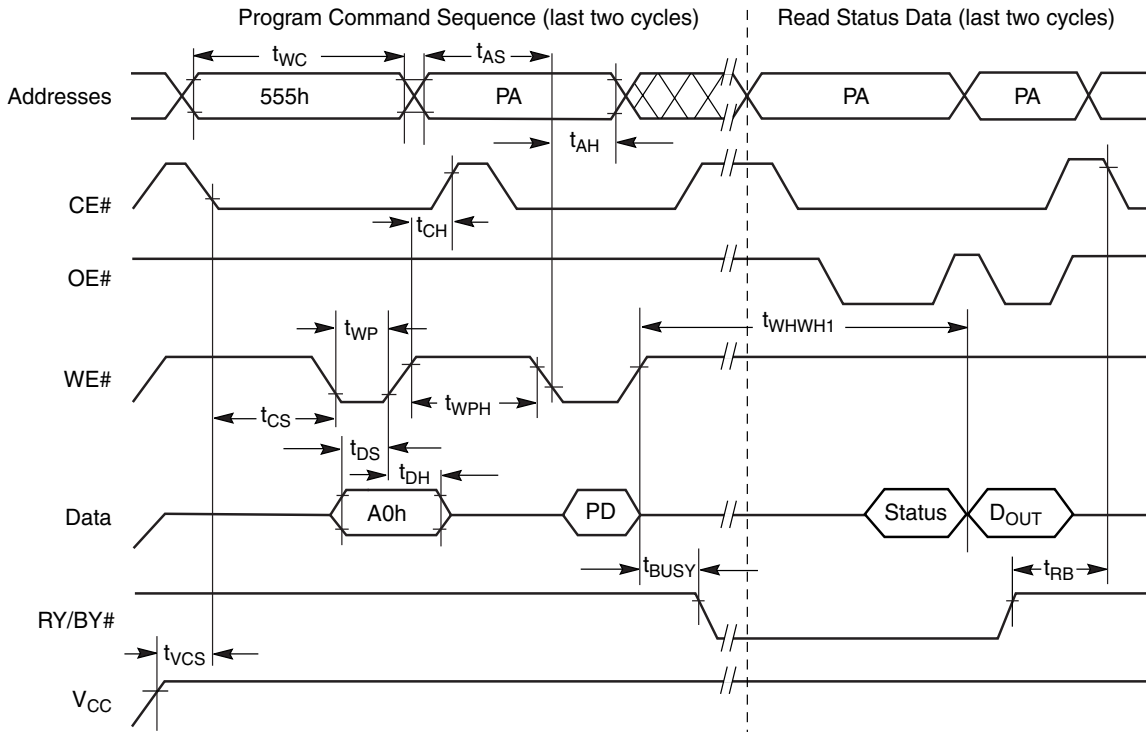 Program Command Sequence (last two cycles) Read Status Data (last two cycles)
tWC tAS
Addresses 555h PA PA PA
tAH
CE#
tCH
OE#
tWP tWHWH1
WE#
tCS tWPH
tDS
tDH
Data A0h PD Status DOUT
tBUSY tRB
RY/BY#
tVCS
VCC